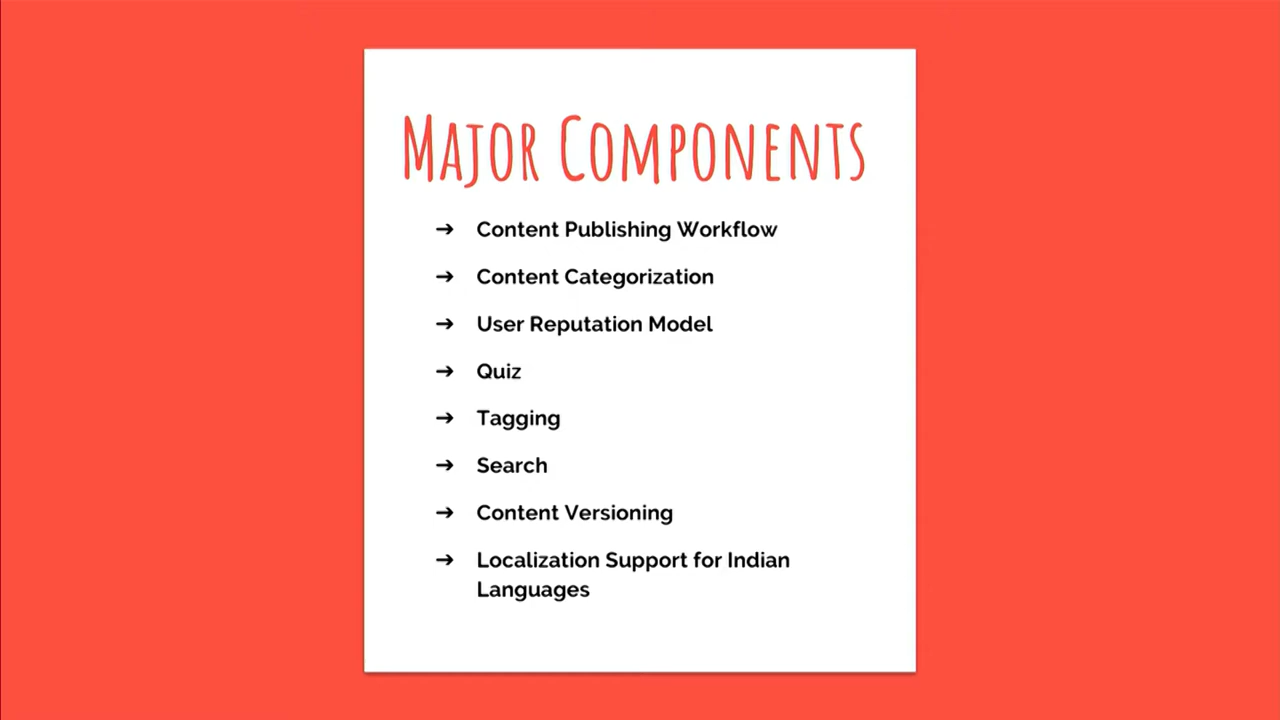 Major Components
➔ Content Publishing Workflow
➔ Content Categorization
➔ User Reputation Model
➔ Quiz
➔ Tagging
➔ Search
➔ Content Versioning
➔ Localization Support for Indian
Languages